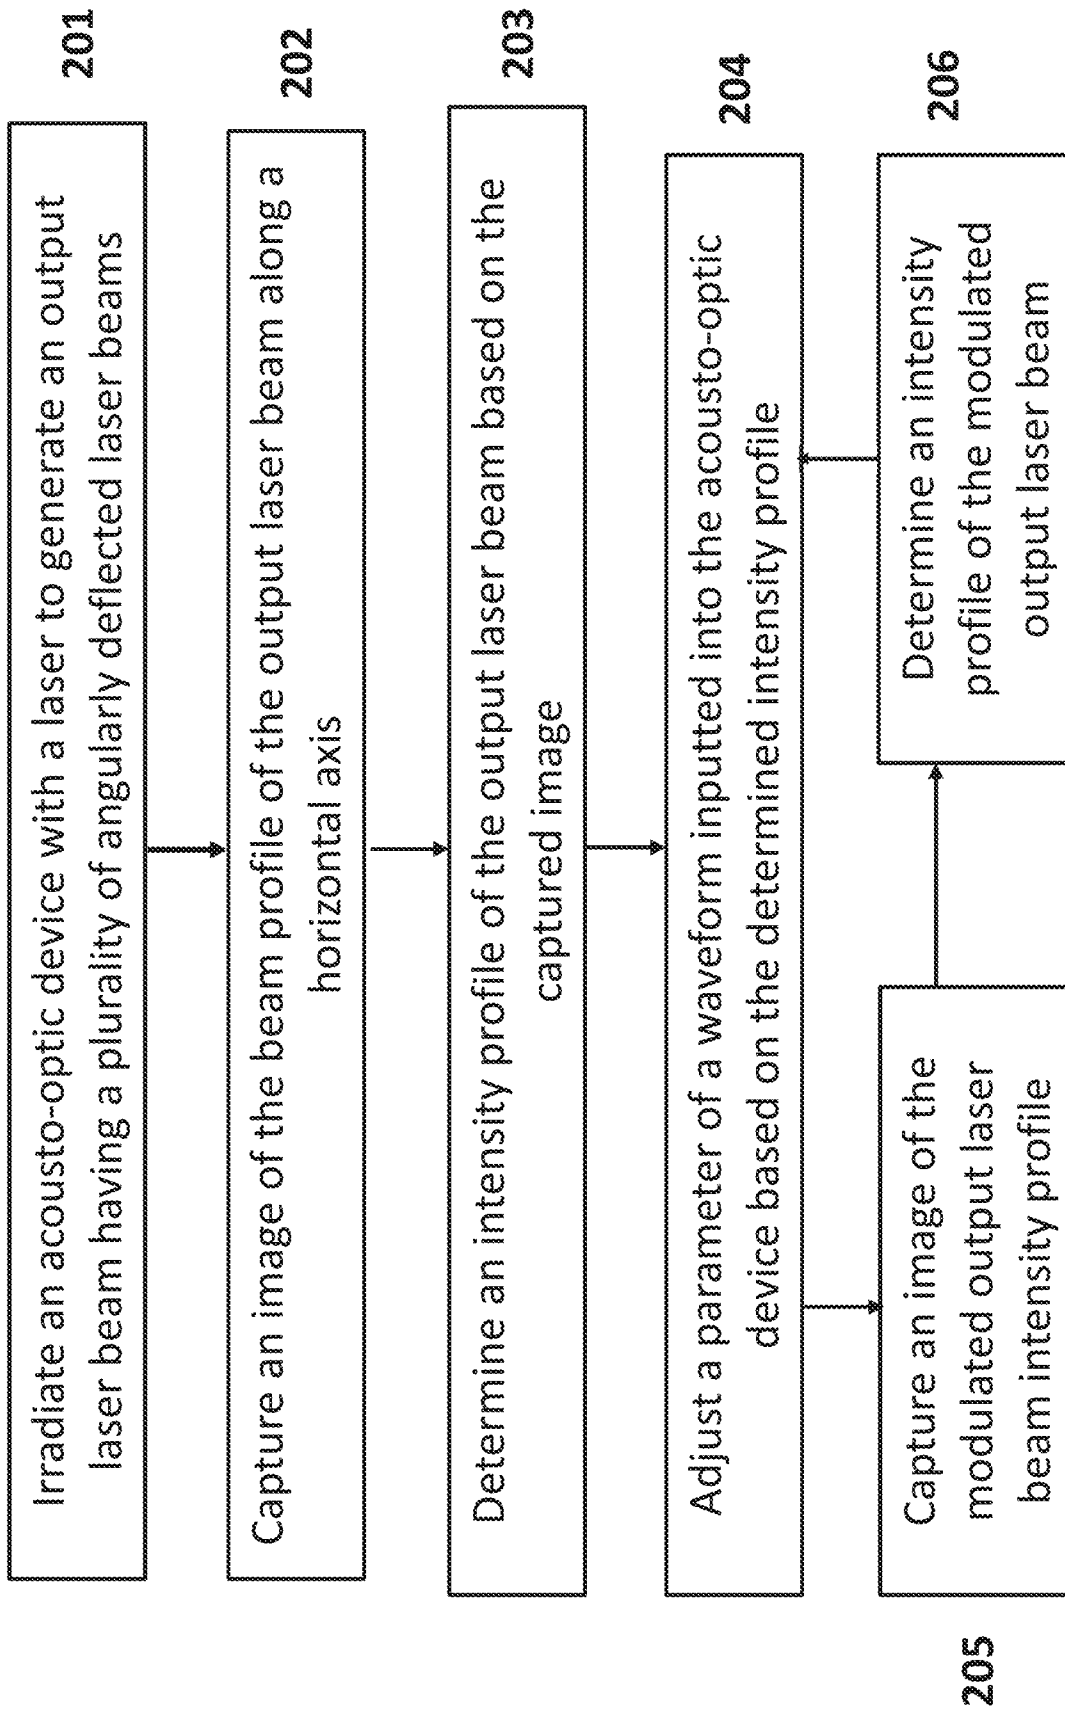 Irradiate an acousto-optic device with a laser to generate an output
laser beam having a plurality of angularly deflected laser beams
201
Capture an image of the beam profile of the output laser beam along a
horizontal axis
202
Determine an intensity profile of the output laser beam based on the
captured image
203
Adjust a parameter of a waveform inputted into the acousto-optic
device based on the determined intensity profile
204
205
Capture an image of the
modulated output laser
beam intensity profile
Determine an intensity
profile of the modulated
output laser beam
206